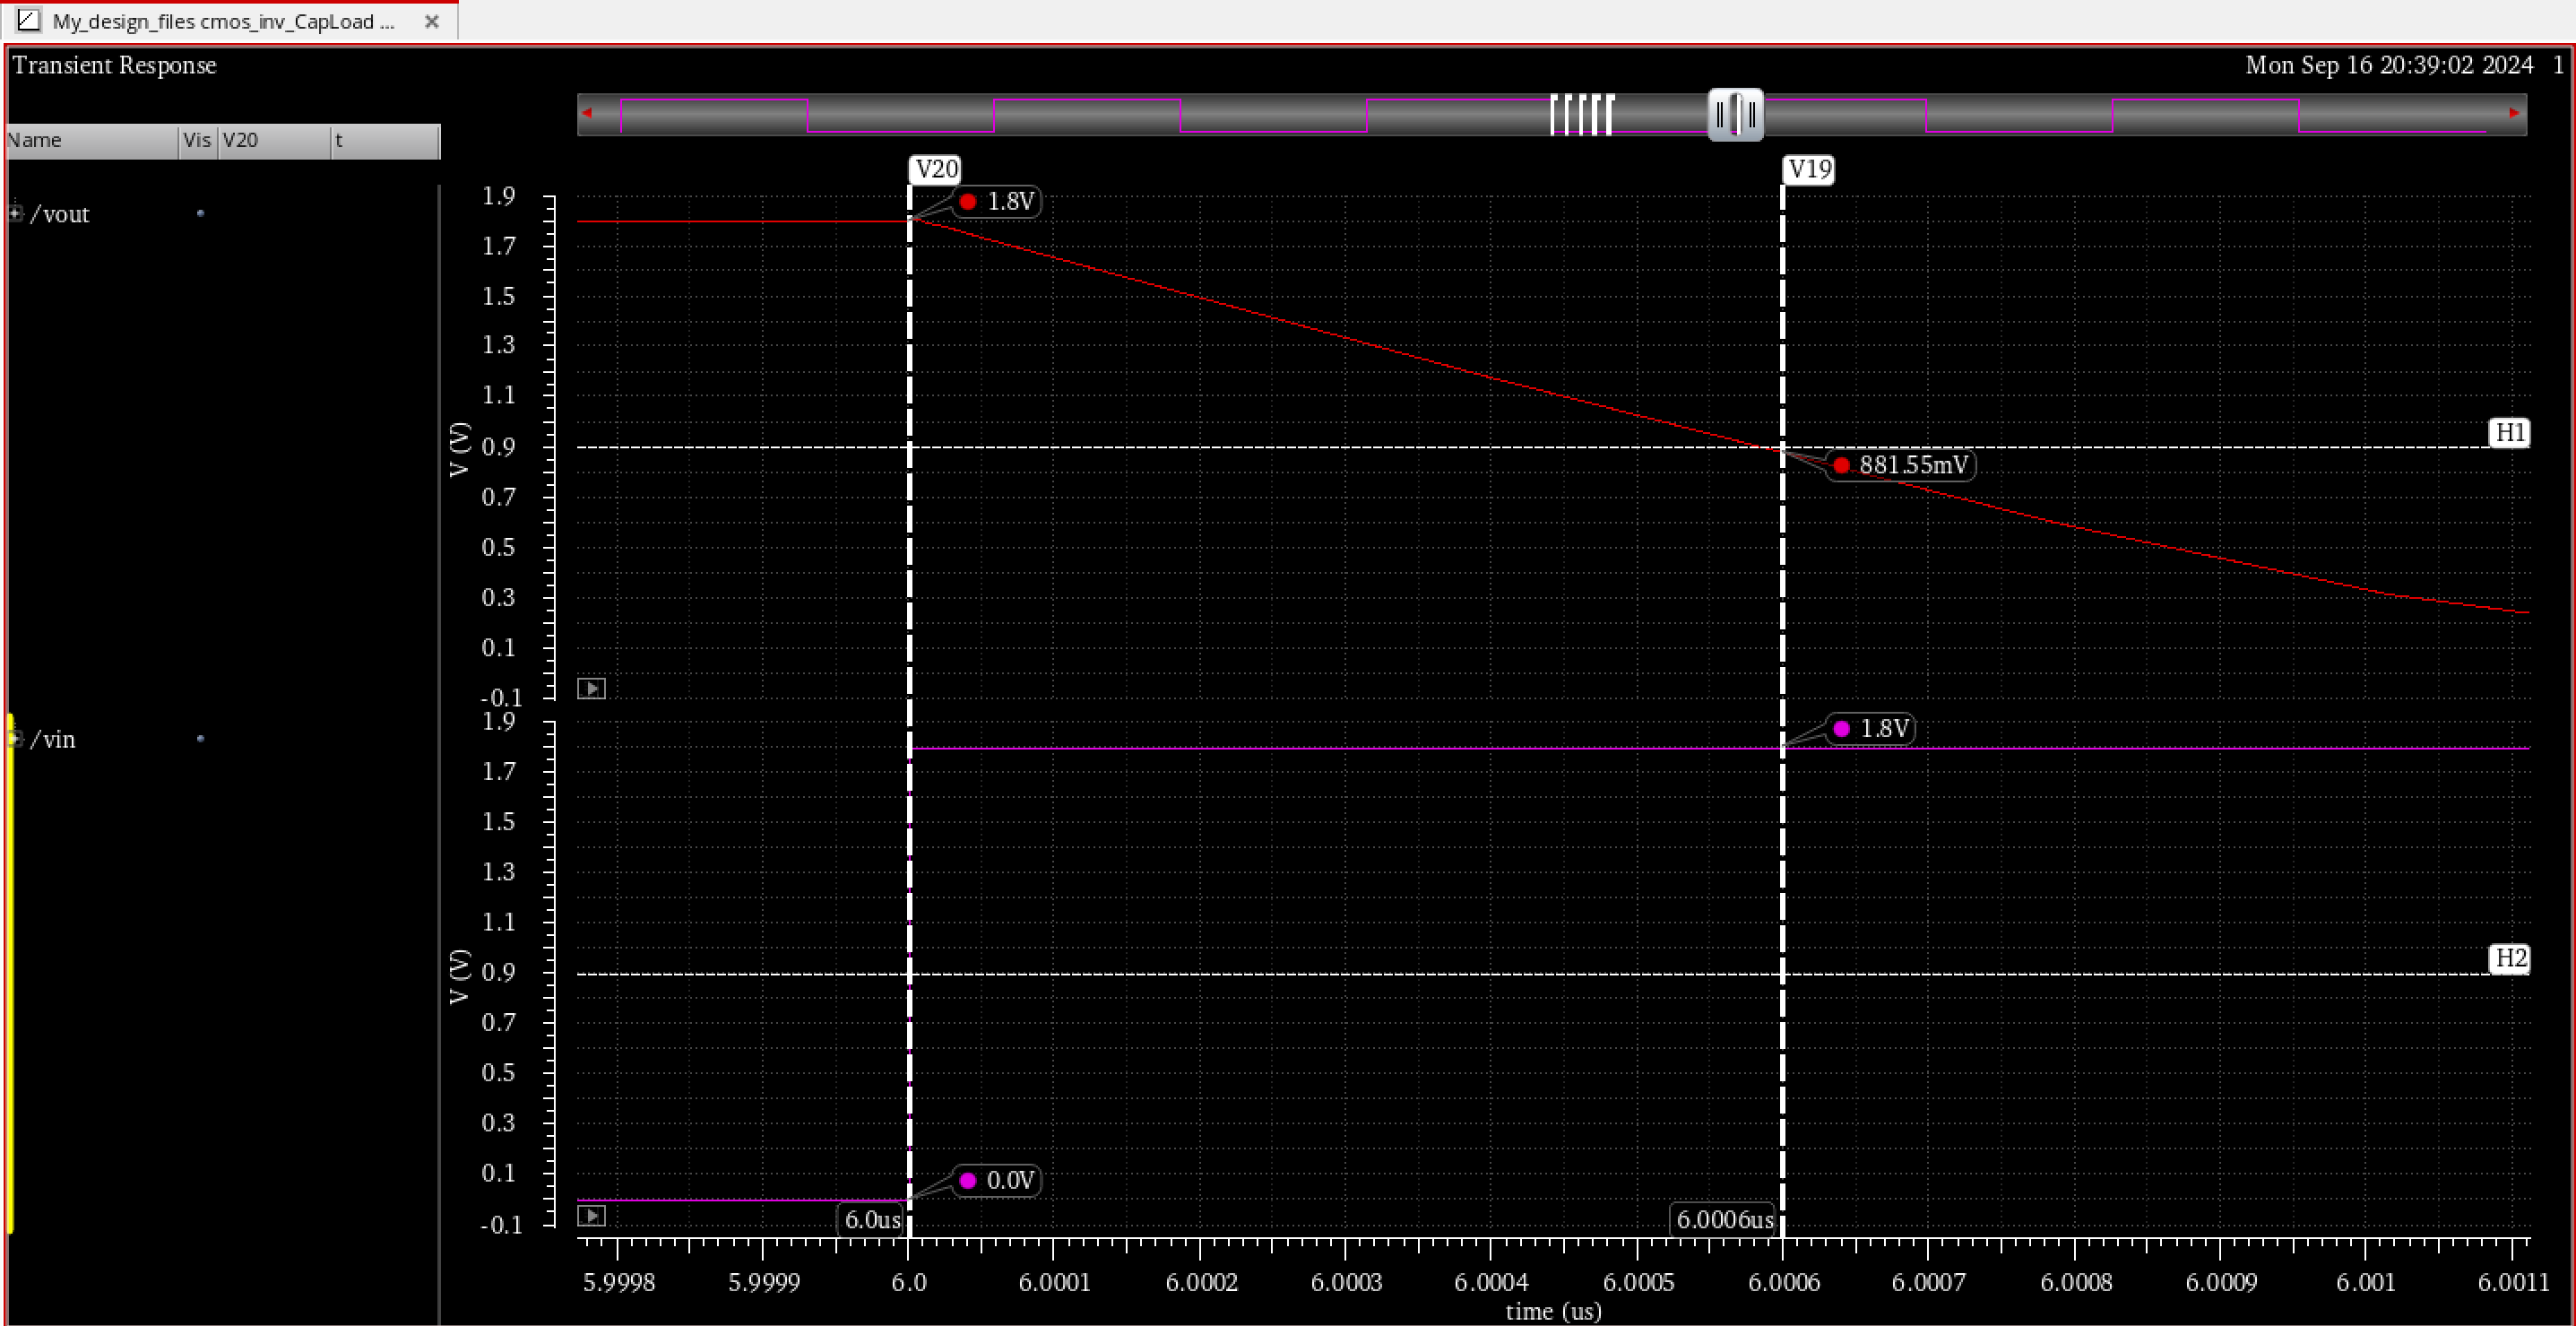 My_design_files cmos_inv_CapLoad ...
Transient Response
Mon Sep 16 20:39:02 2024 1
Name Vis V20 t
V20 V19
1.8V
/vout
1.9
1.7
1.5
1.3
1.1
0.9
0.7
0.5
0.3
0.1
-0.1
V (V)
H1
881.55mV
/vin
1.8V
1.9
1.7
1.5
1.3
1.1
0.9
0.7
0.5
0.3
0.1
-0.1
V (V)
H2
0.0V
6.0us 6.0006us
5.9998 5.9999 6.0 6.0001 6.0002 6.0003 6.0004 6.0005 6.0006 6.0007 6.0008 6.0009 6.001 6.0011
time (us)